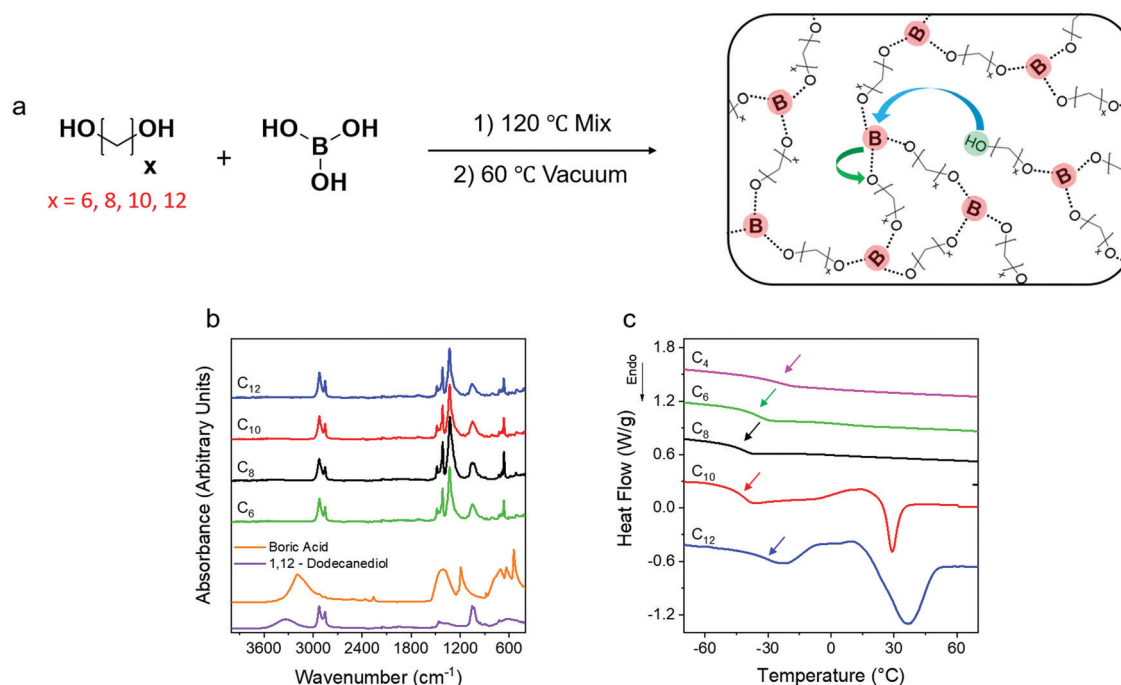 a
HO
OH
x
x = 6, 8, 10, 12
+
HO
OH
B
OH
1) 120 ℃ Mix
2) 60 ℃ Vacuum
B
O
O
O
x
B
O
O
x
B
O
HO
x
B
O
O
x
B
O
O
x
B
O
O
x
B
O
O
x
B
O
O
x
b
Absorbance (Arbitrary Units)
C12
C10
C8
C6
Boric Acid
1,12 - Dodecanediol
3600 3000 2400 1800 1200 600
Wavenumber (cm-1)
c
Heat Flow (W/g)
Endo
1.8
1.2
0.6
0.0
-0.6
-1.2
C4
C6
C8
C10
C12
-60 -30 0 30 60
Temperature (°C)